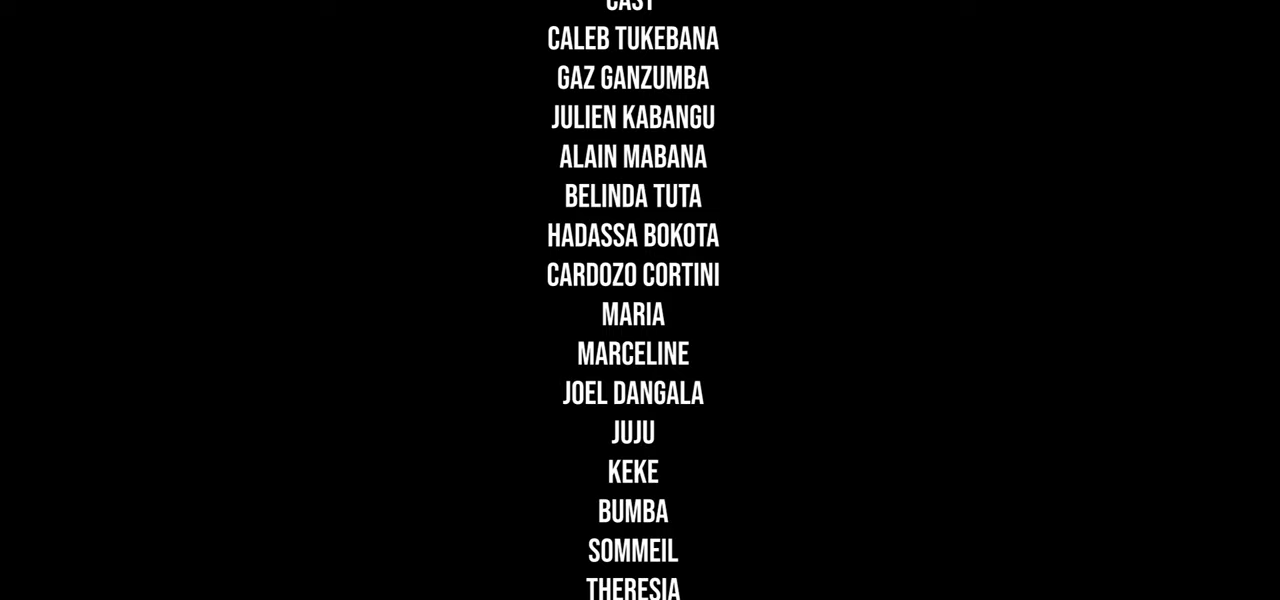 CAST
CALEB TUKEBANA
GAZ GANZUMBA
JULIEN KABANGU
ALAIN MABANA
BELINDA TUTA
HADASSA BOKOTA
CARDOZO CORTINI
MARIA
MARCELINE
JOEL DANGALA
JUJU
KEKE
BUMBA
SOMMEIL
THERESIA